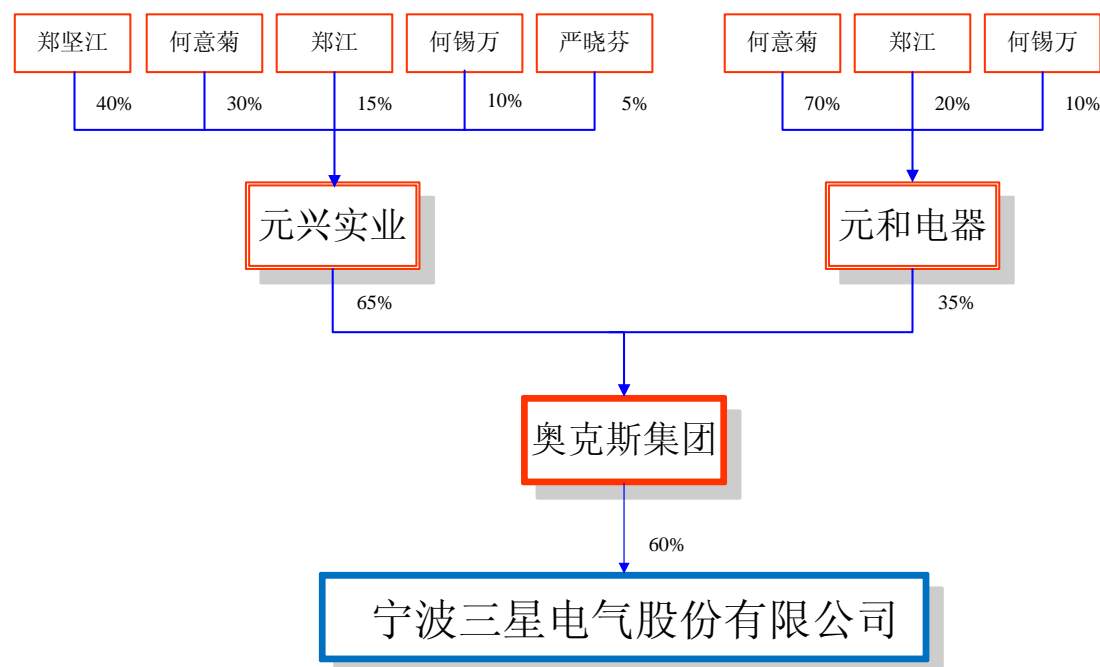 郑坚江 何意菊 郑江 何锡万 严晓芬 何意菊 郑江 何锡万
40% 30% 15% 10% 5% 70% 20% 10%
元兴实业 元和电器
65% 35%
奥克斯集团
60%
宁波三星电气股份有限公司